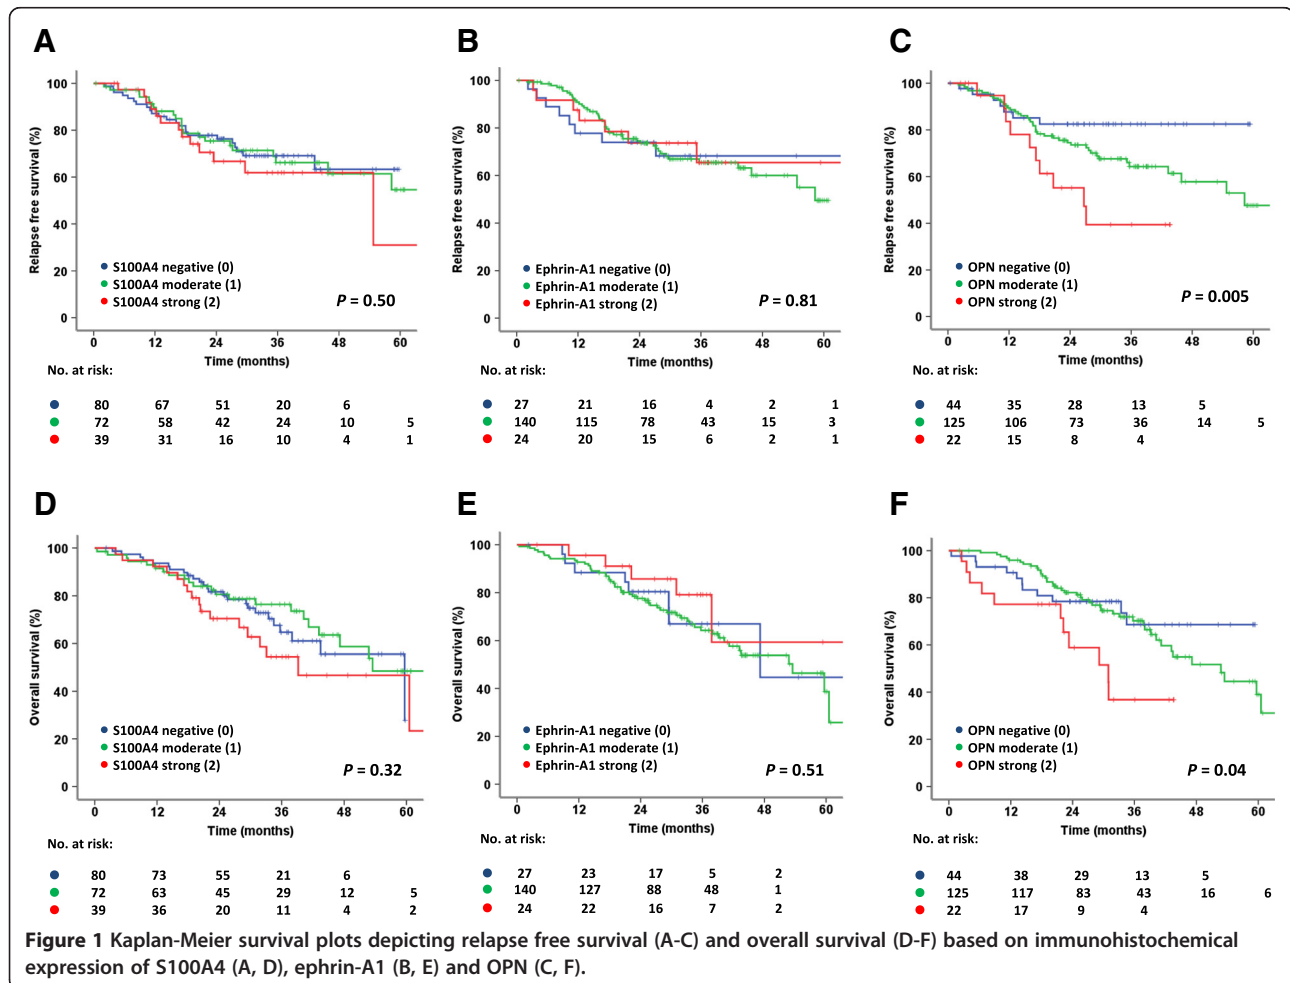 A
Relapse free survival (%)
100
80
60
40
20
0
S100A4 negative (0)
S100A4 moderate (1)
S100A4 strong (2)
P = 0.50
0 12 24 36 48 60
Time (months)
No. at risk:
80 67 51 20 6
72 58 42 24 10 5
39 31 16 10 4 1
B
Relapse free survival (%)
100
80
60
40
20
0
Ephrin-A1 negative (0)
Ephrin-A1 moderate (1)
Ephrin-A1 strong (2)
P = 0.81
0 12 24 36 48 60
Time (months)
No. at risk:
27 21 16 4 2 1
140 115 78 43 15 3
24 20 15 6 2 1
C
Relapse free survival (%)
100
80
60
40
20
0
OPN negative (0)
OPN moderate (1)
OPN strong (2)
P = 0.005
0 12 24 36 48 60
Time (months)
No. at risk:
44 35 28 13 5
125 106 73 36 14 5
22 15 8 4
D
Overall survival (%)
100
80
60
40
20
0
S100A4 negative (0)
S100A4 moderate (1)
S100A4 strong (2)
P = 0.32
0 12 24 36 48 60
Time (months)
No. at risk:
80 73 55 21 6
72 63 45 29 12 5
39 36 20 11 4 2
E
Overall survival (%)
100
80
60
40
20
0
Ephrin-A1 negative (0)
Ephrin-A1 moderate (1)
Ephrin-A1 strong (2)
P = 0.51
0 12 24 36 48 60
Time (months)
No. at risk:
27 23 17 5 2
140 127 88 48 1
24 22 16 7 2
F
Overall survival (%)
100
80
60
40
20
0
OPN negative (0)
OPN moderate (1)
OPN strong (2)
P = 0.04
0 12 24 36 48 60
Time (months)
No. at risk:
44 38 29 13 5
125 117 83 43 16 6
22 17 9 4
Figure 1 Kaplan-Meier survival plots depicting relapse free survival (A-C) and overall survival (D-F) based on immunohistochemical
expression of S100A4 (A, D), ephrin-A1 (B, E) and OPN (C, F).